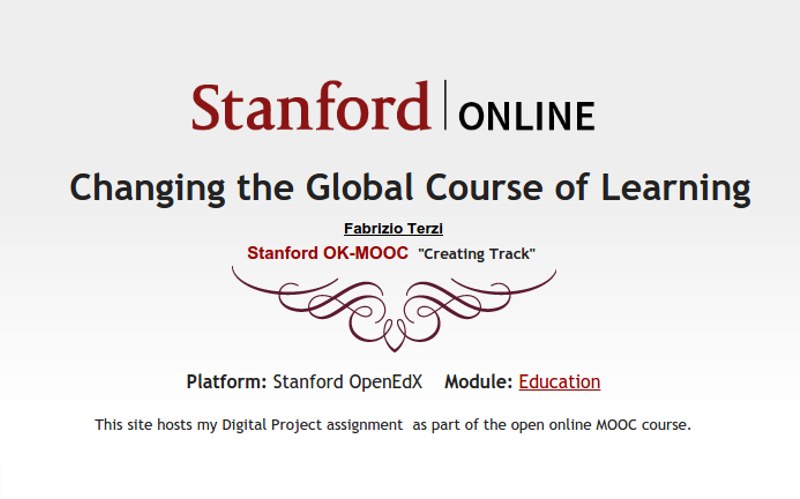 Stanford | ONLINE
Changing the Global Course of Learning
Fabrizio Terzi
Stanford OK-MOOC "Creating Track"
Platform: Stanford OpenEdX Module: Education
This site hosts my Digital Project assignment as part of the open online MOOC course.